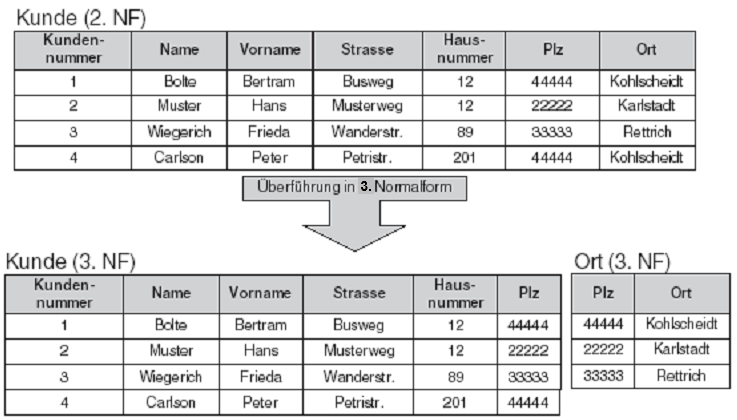 Kunde (2. NF)
Kunden-
nummer Name Vorname Strasse Haus-
nummer Plz Ort
1 Bolte Bertram Busweg 12 44444 Kohlscheidt
2 Muster Hans Musterweg 12 22222 Karlstadt
3 Wiegerich Frieda Wanderstr. 89 33333 Rettrich
4 Carlson Peter Petristr. 201 44444 Kohlscheidt
Überführung in 3. Normalform
Kunde (3. NF)
Kunden-
nummer Name Vorname Strasse Haus-
nummer Plz
1 Bolte Bertram Busweg 12 44444
2 Muster Hans Musterweg 12 22222
3 Wiegerich Frieda Wanderstr. 89 33333
4 Carlson Peter Petristr. 201 44444
Ort (3. NF)
Plz Ort
44444 Kohlscheidt
22222 Karlstadt
33333 Rettrich